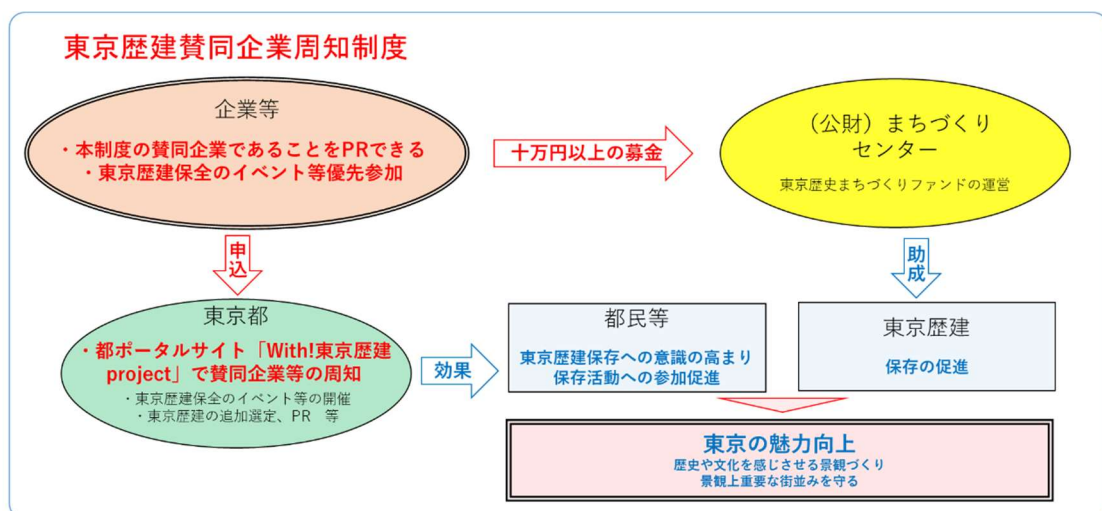 東京歴建賛同企業周知制度
企業等
・本制度の賛同企業であることをPRできる
・東京歴建保全のイベント等優先参加
十万円以上の募金
（公財）まちづくり
センター
東京歴史まちづくりファンドの運営
申込
助成
東京都
・都ポータルサイト「With!東京歴建
project」で賛同企業等の周知
・東京歴建保全のイベント等の開催
・東京歴建の追加選定、PR　等
効果
都民等
東京歴建保存への意識の高まり
保存活動への参加促進
東京歴建
保存の促進
東京の魅力向上
歴史や文化を感じさせる景観づくり
景観上重要な街並みを守る